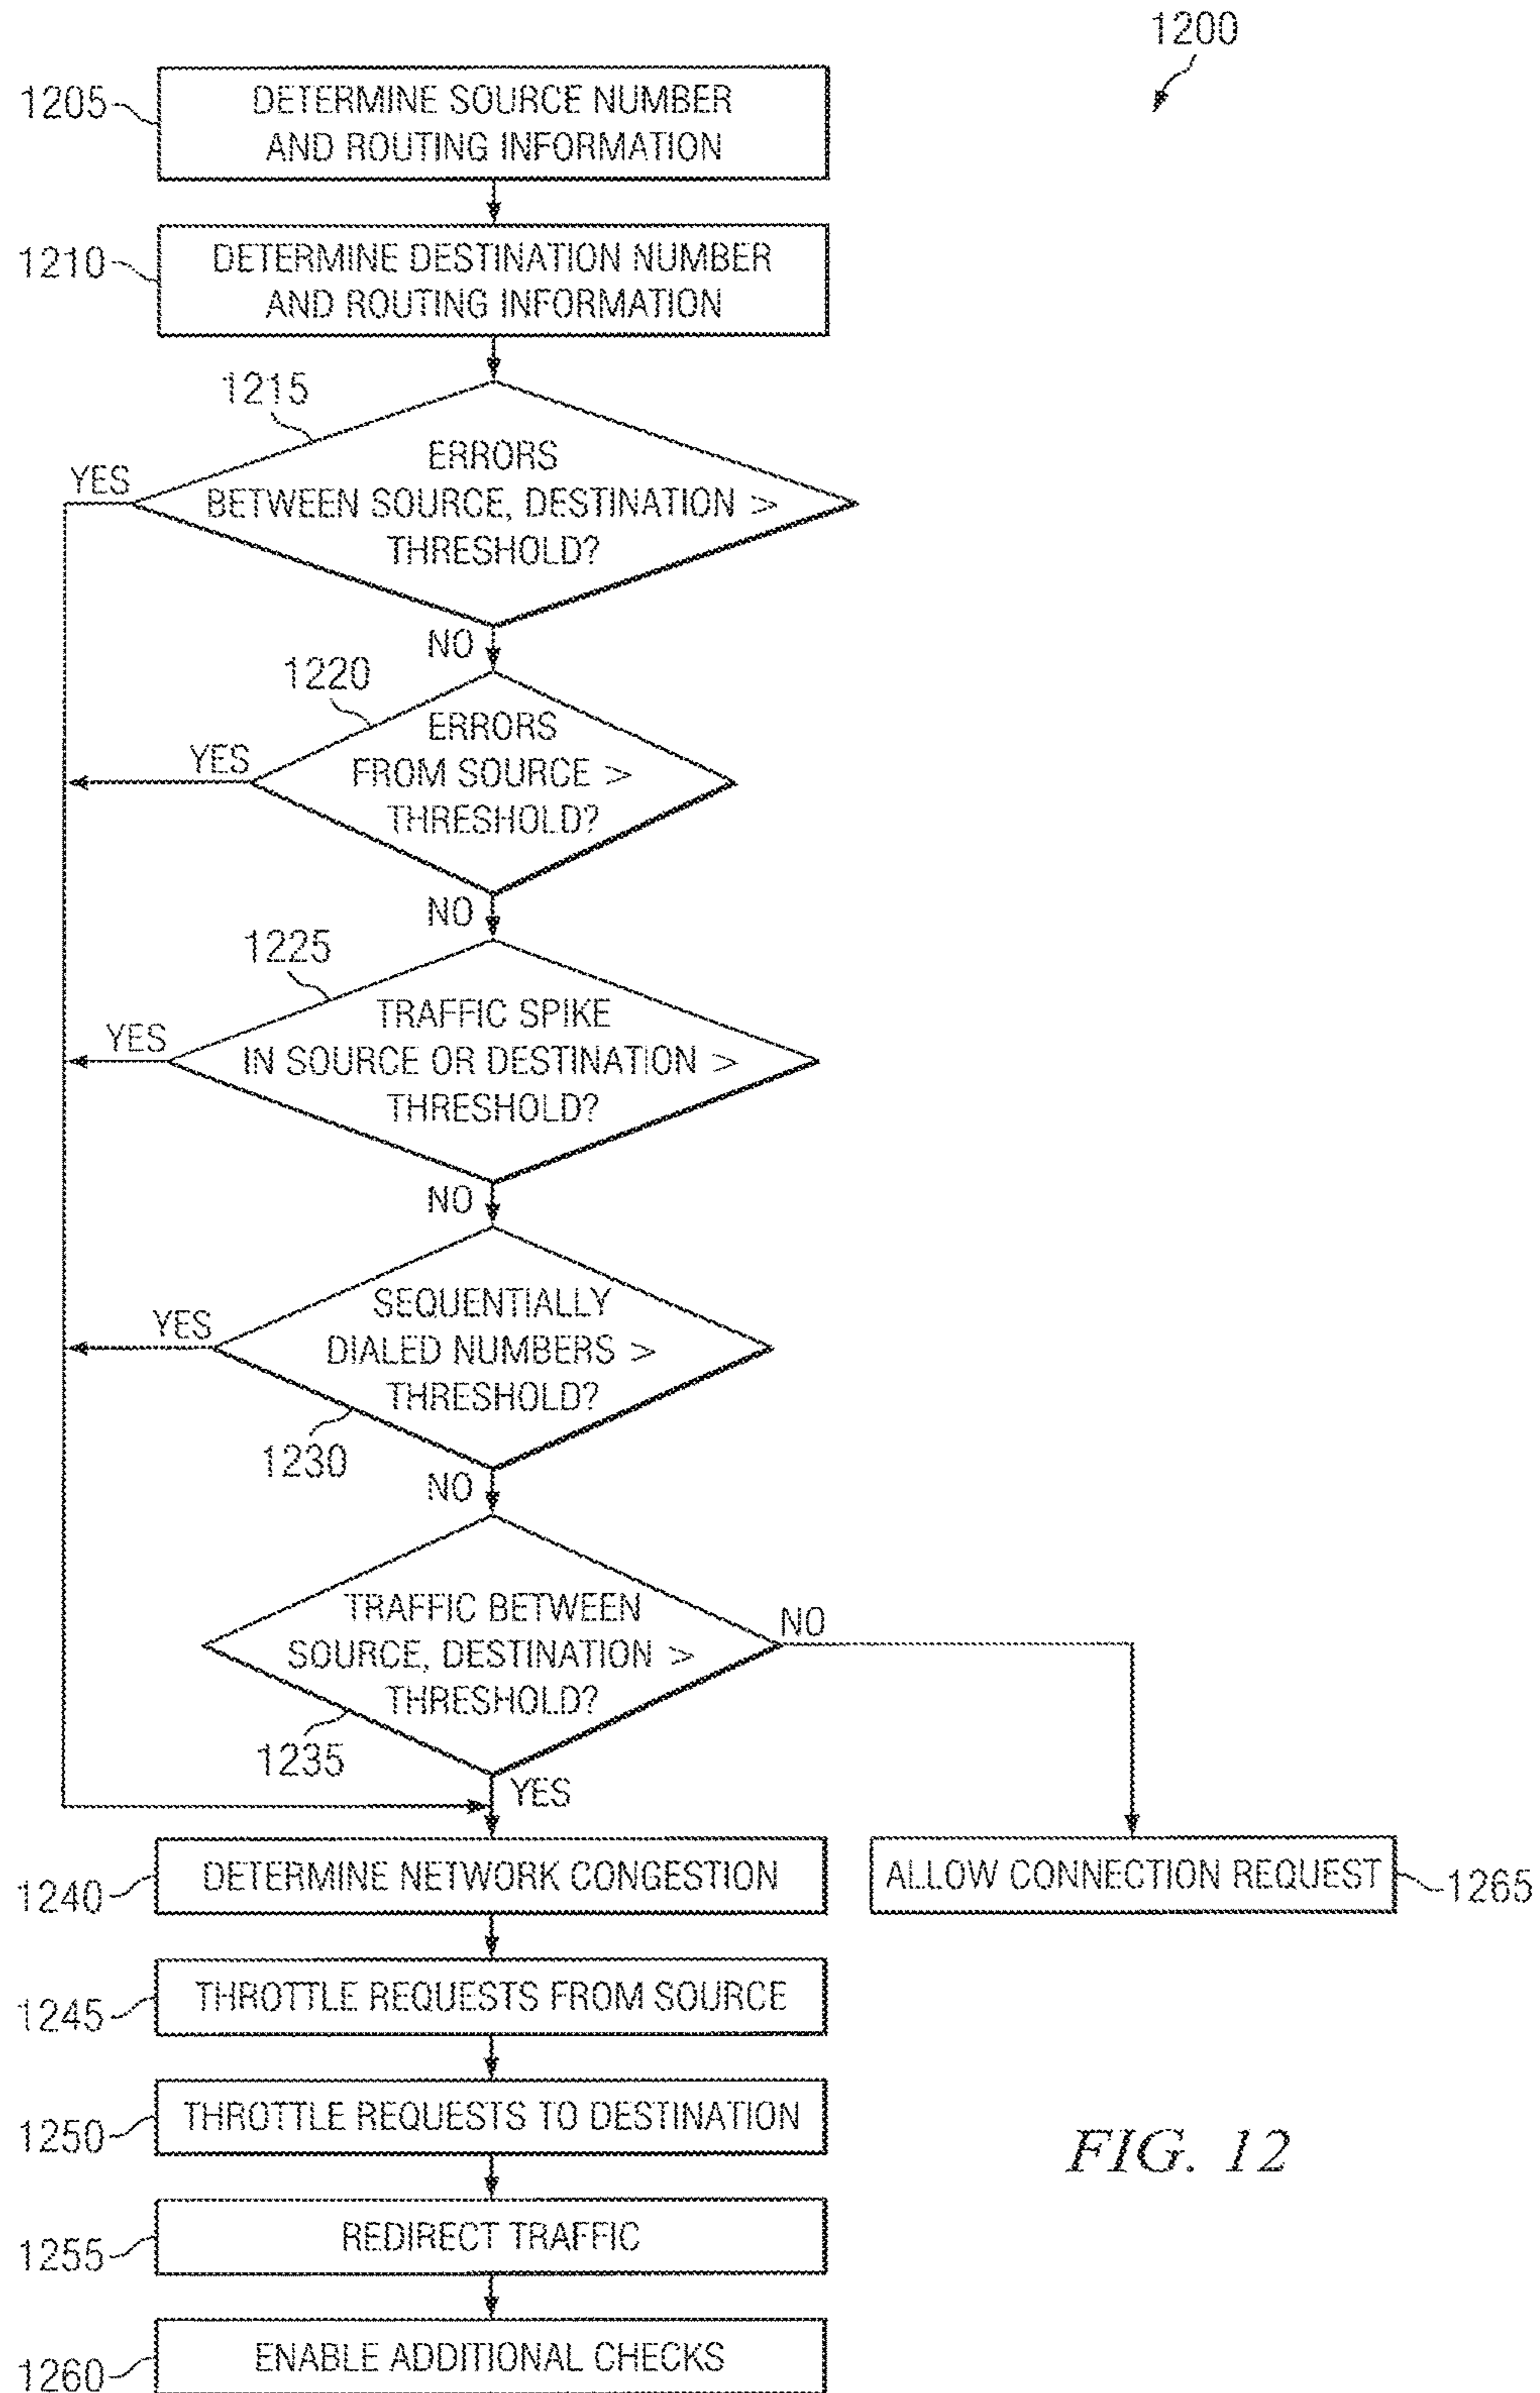 1200
1205
DETERMINE SOURCE NUMBER
AND ROUTING INFORMATION
1210
DETERMINE DESTINATION NUMBER
AND ROUTING INFORMATION
1215
YES
ERRORS
BETWEEN SOURCE, DESTINATION >
THRESHOLD?
NO
1220
YES
ERRORS
FROM SOURCE >
THRESHOLD?
NO
1225
YES
TRAFFIC SPIKE
IN SOURCE OR DESTINATION >
THRESHOLD?
NO
YES
SEQUENTIALLY
DIALED NUMBERS >
THRESHOLD?
1230
NO
TRAFFIC BETWEEN
SOURCE, DESTINATION >
THRESHOLD?
NO
1235
YES
1240
DETERMINE NETWORK CONGESTION
ALLOW CONNECTION REQUEST
1265
1245
THROTTLE REQUESTS FROM SOURCE
1250
THROTTLE REQUESTS TO DESTINATION
FIG. 12
1255
REDIRECT TRAFFIC
1260
ENABLE ADDITIONAL CHECKS